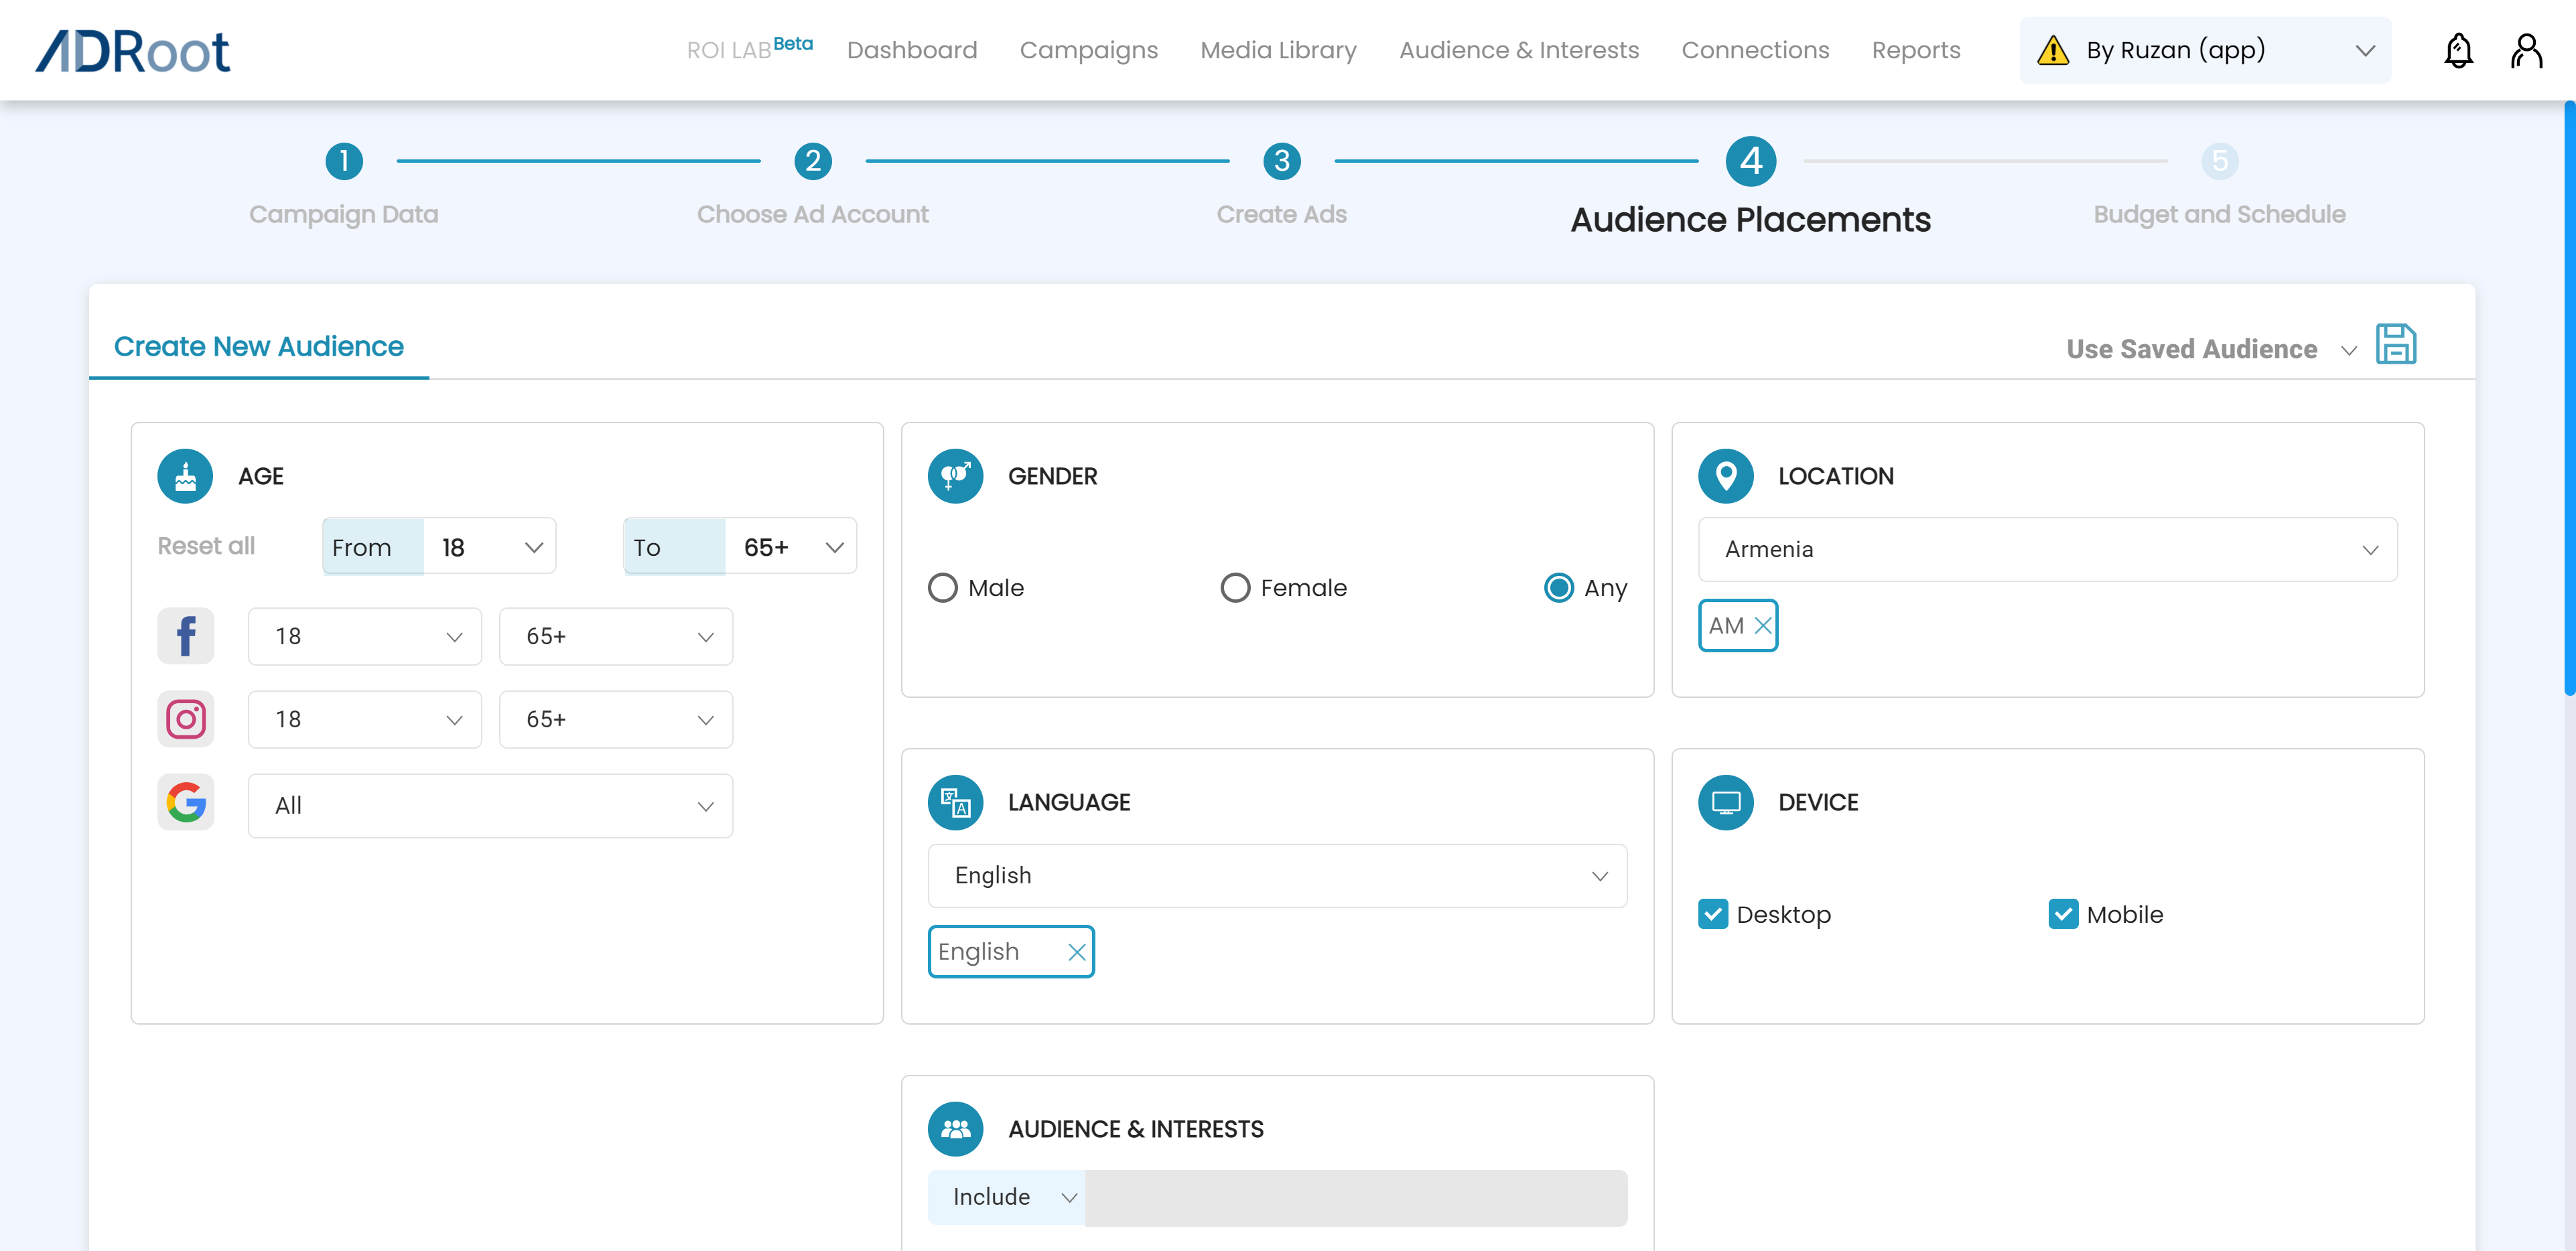 ADRoot
ROI LAB Beta
Dashboard
Campaigns
Media Library
Audience & Interests
Connections
Reports
By Ruzan (app)
1
2
3
4
5
Campaign Data
Choose Ad Account
Create Ads
Audience Placements
Budget and Schedule
Create New Audience
Use Saved Audience
AGE
Reset all
From 18
To 65+
18
65+
18
65+
All
GENDER
Male
Female
Any
LOCATION
Armenia
AM
LANGUAGE
English
English
DEVICE
Desktop
Mobile
AUDIENCE & INTERESTS
Include